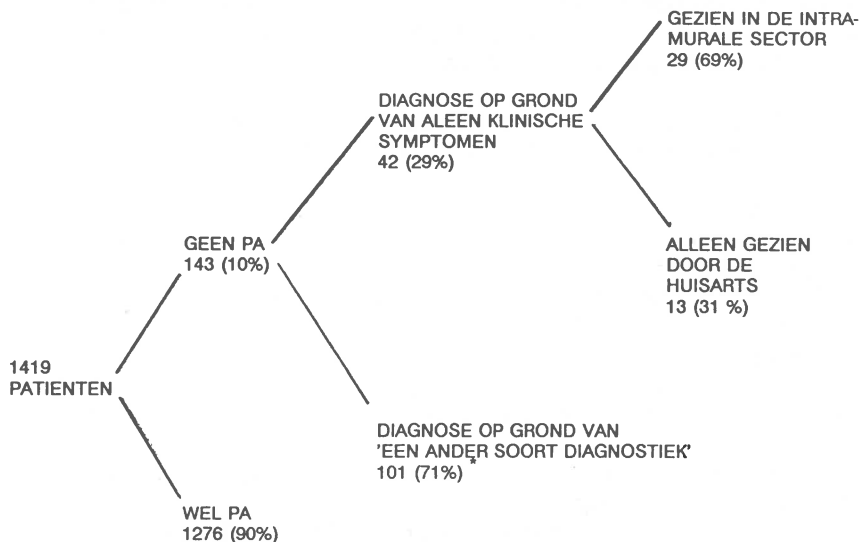 GEZIEN IN DE INTRA-
MURALE SECTOR
29 (69%)
DIAGNOSE OP GROND
VAN ALEEN KLINISCHE
SYMPTOMEN
42 (29%)
GEEN PA
143 (10%)
ALLEEN GEZIEN
DOOR DE
HUISARTS
13 (31 %)
1419
PATIENTEN
DIAGNOSE OP GROND VAN
'EEN ANDER SOORT DIAGNOSTIEK'
101 (71%)*
WEL PA
1276 (90%)